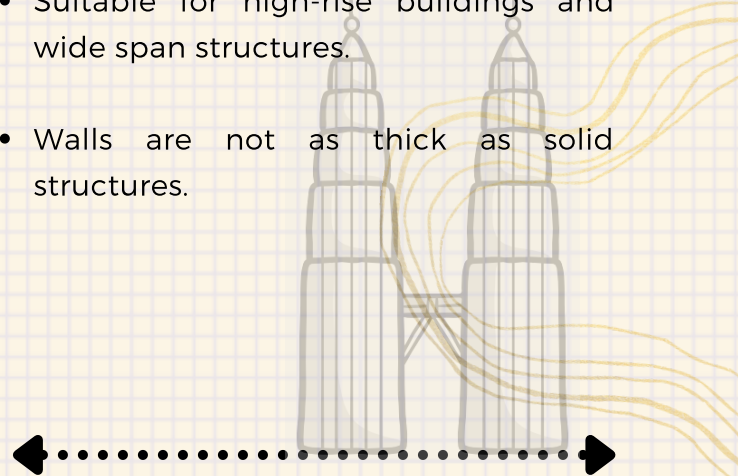 Suitable for high-rise buildings and
wide span structures.
Walls are not as thick as solid
structures.